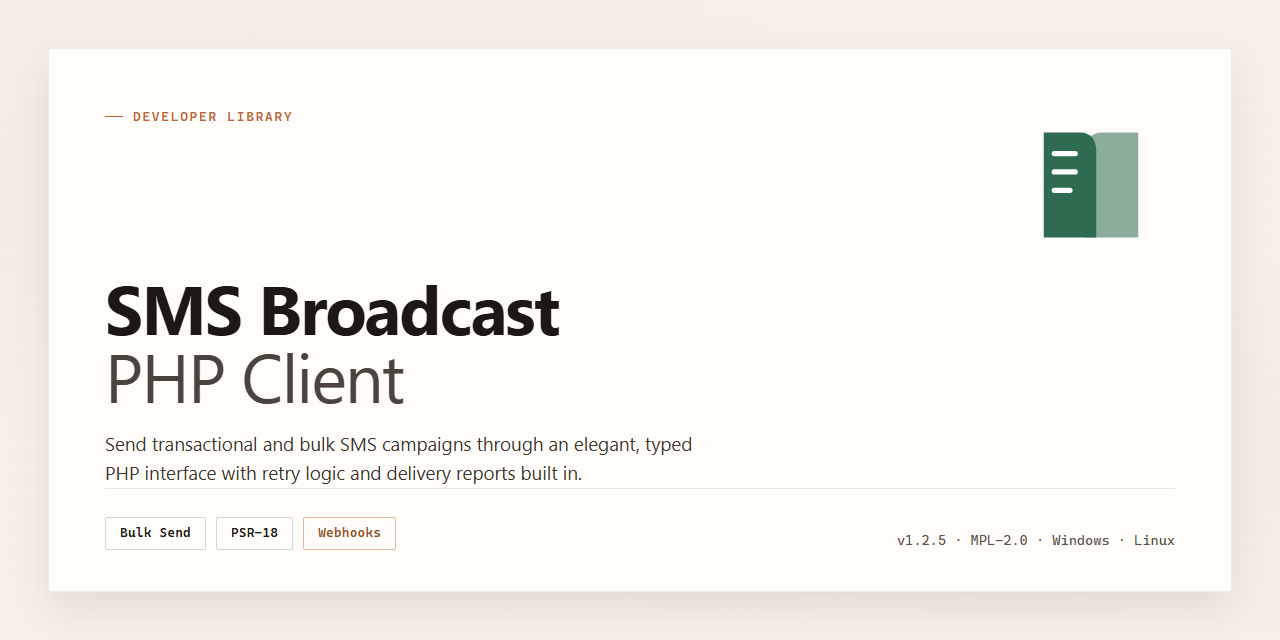 DEVELOPER LIBRARY
SMS Broadcast
PHP Client
Send transactional and bulk SMS campaigns through an elegant, typed
PHP interface with retry logic and delivery reports built in.
Bulk Send
PSR-18
Webhooks
v1.2.5 · MPL-2.0 · Windows · Linux